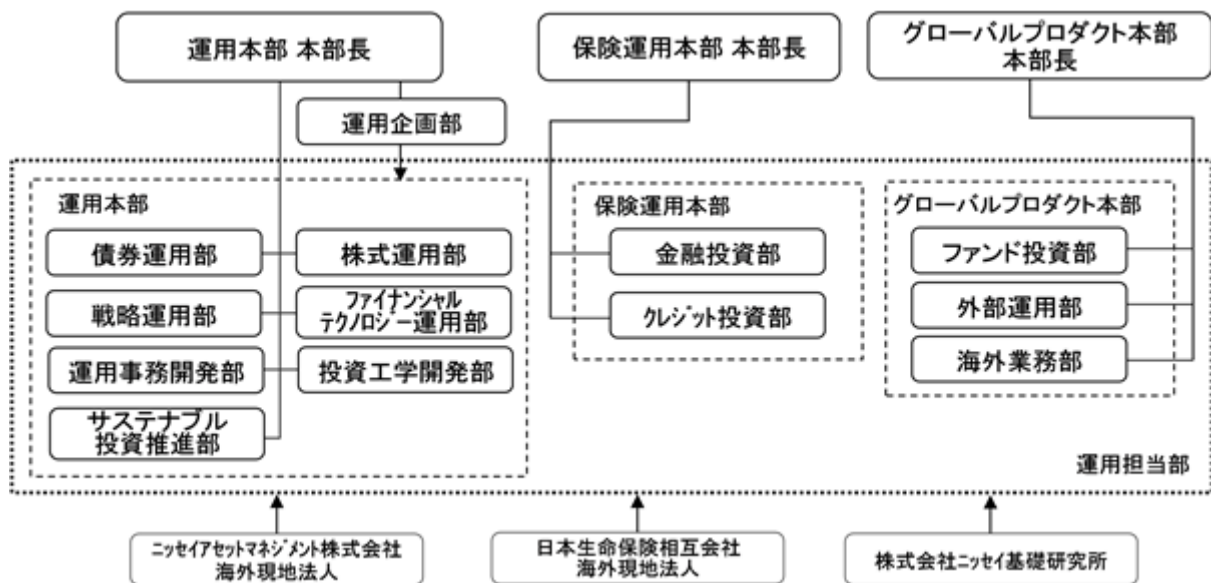 運用本部 本部長
保険運用本部 本部長
グローバルプロダクト本部
本部長
運用企画部
運用本部
債券運用部
株式運用部
戦略運用部
ファイナンシャル
テクノロジー運用部
運用事務開発部
投資工学開発部
サステナブル
投資推進部
保険運用本部
金融投資部
クレジット投資部
グローバルプロダクト本部
ファンド投資部
外部運用部
海外業務部
運用担当部
ニッセイアセットマネジメント株式会社
海外現地法人
日本生命保険相互会社
海外現地法人
株式会社ニッセイ基礎研究所